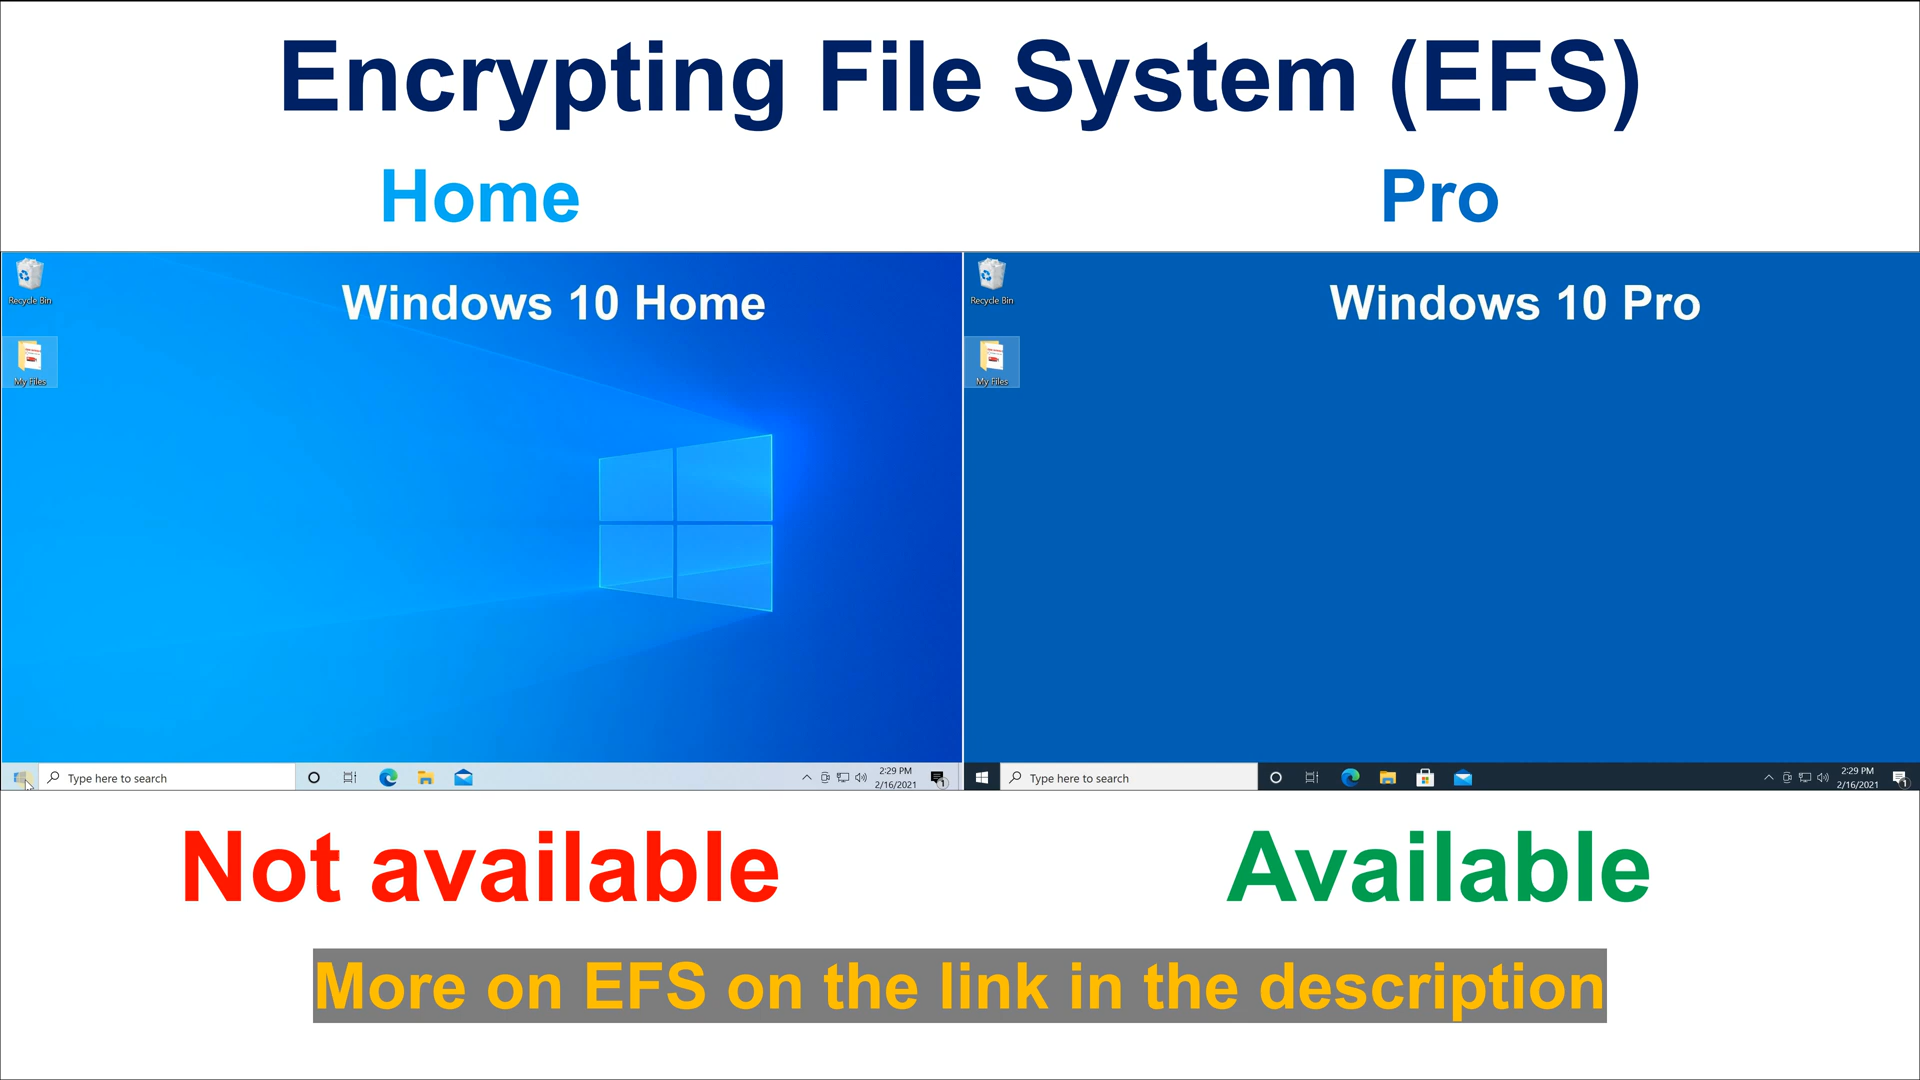 Encrypting File System (EFS)
Home
Pro
Recycle Bin
Windows 10 Home
My Files
Type here to search
2:29 PM
2/16/2021
1
Recycle Bin
Windows 10 Pro
My Files
Type here to search
2:29 PM
2/16/2021
1
Not available
Available
More on EFS on the link in the description